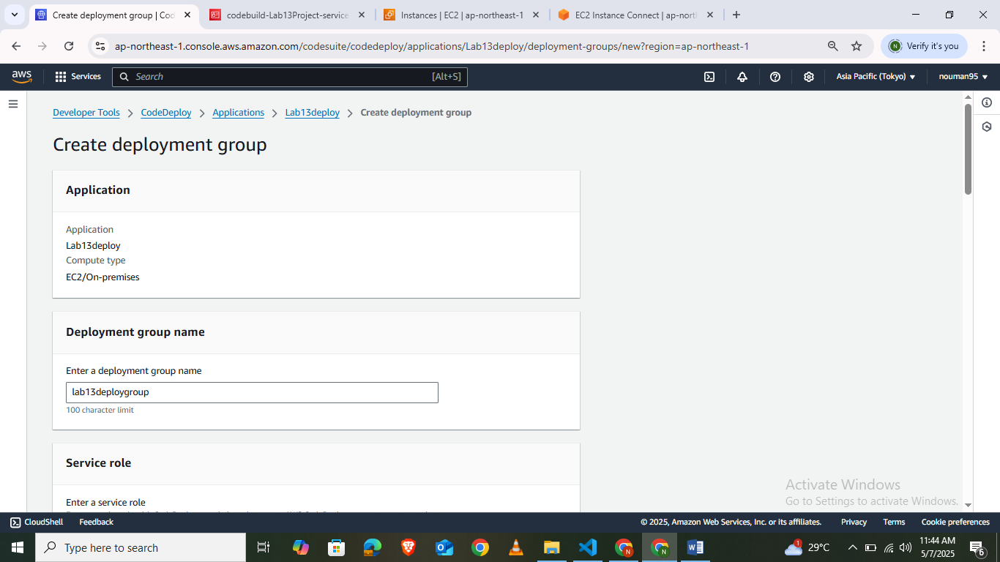 Create deployment group | Cod
codebuild-Lab13Project-service
Instances | EC2 | ap-northeast-1
EC2 Instance Connect | ap-nort
ap-northeast-1.console.aws.amazon.com/codesuite/codedeploy/applications/Lab13deploy/deployment-groups/new?region=ap-northeast-1
N
Verify it's you
aws
Services
Search
[Alt+S]
Asia Pacific (Tokyo)
nouman95
Developer Tools
CodeDeploy
Applications
Lab13deploy
Create deployment group
Create deployment group
Application
Application
Lab13deploy
Compute type
EC2/On-premises
Deployment group name
Enter a deployment group name
lab13deploygroup
100 character limit
Service role
Enter a service role
Activate Windows
Go to Settings to activate Windows.
CloudShell
Feedback
© 2025, Amazon Web Services, Inc. or its affiliates.
Privacy
Terms
Cookie preferences
Type here to search
N
N
W
1
29°C
11:44 AM
5/7/2025
6